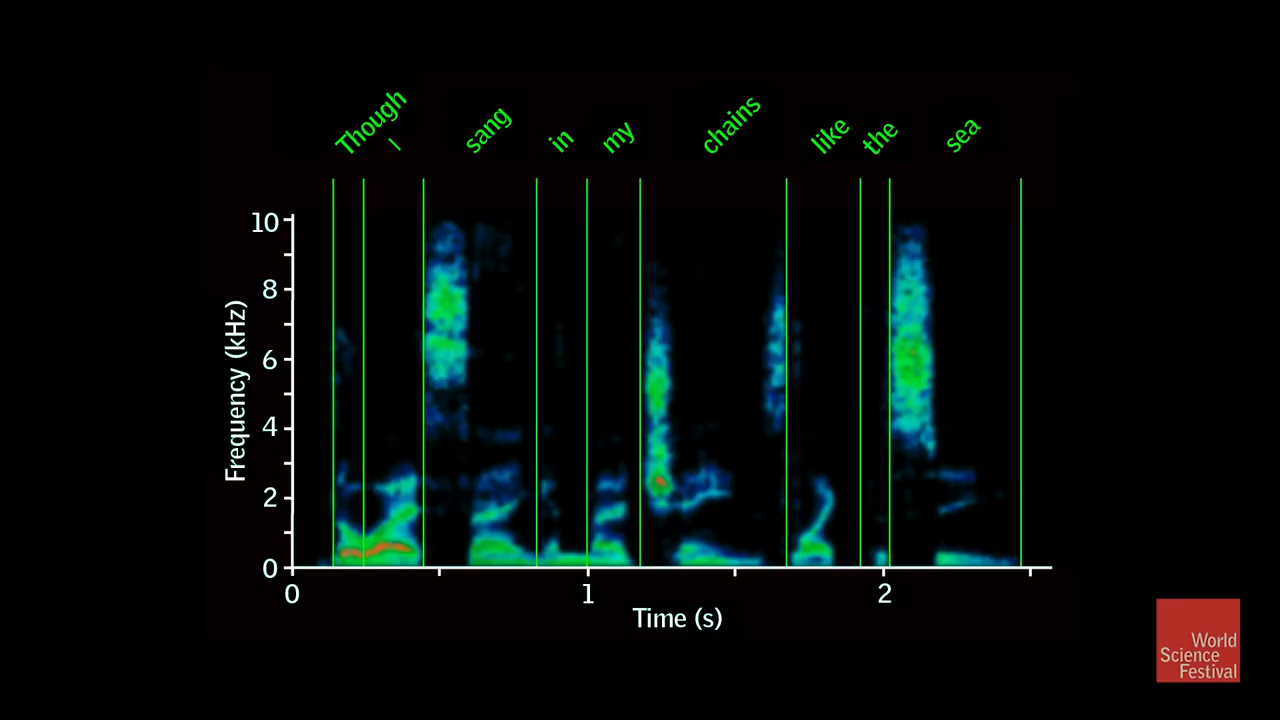 Though I sang in my chains like the sea
10
8
6
4
2
0
Frequency (kHz)
0 1 2
Time (s)
World
Science
Festival